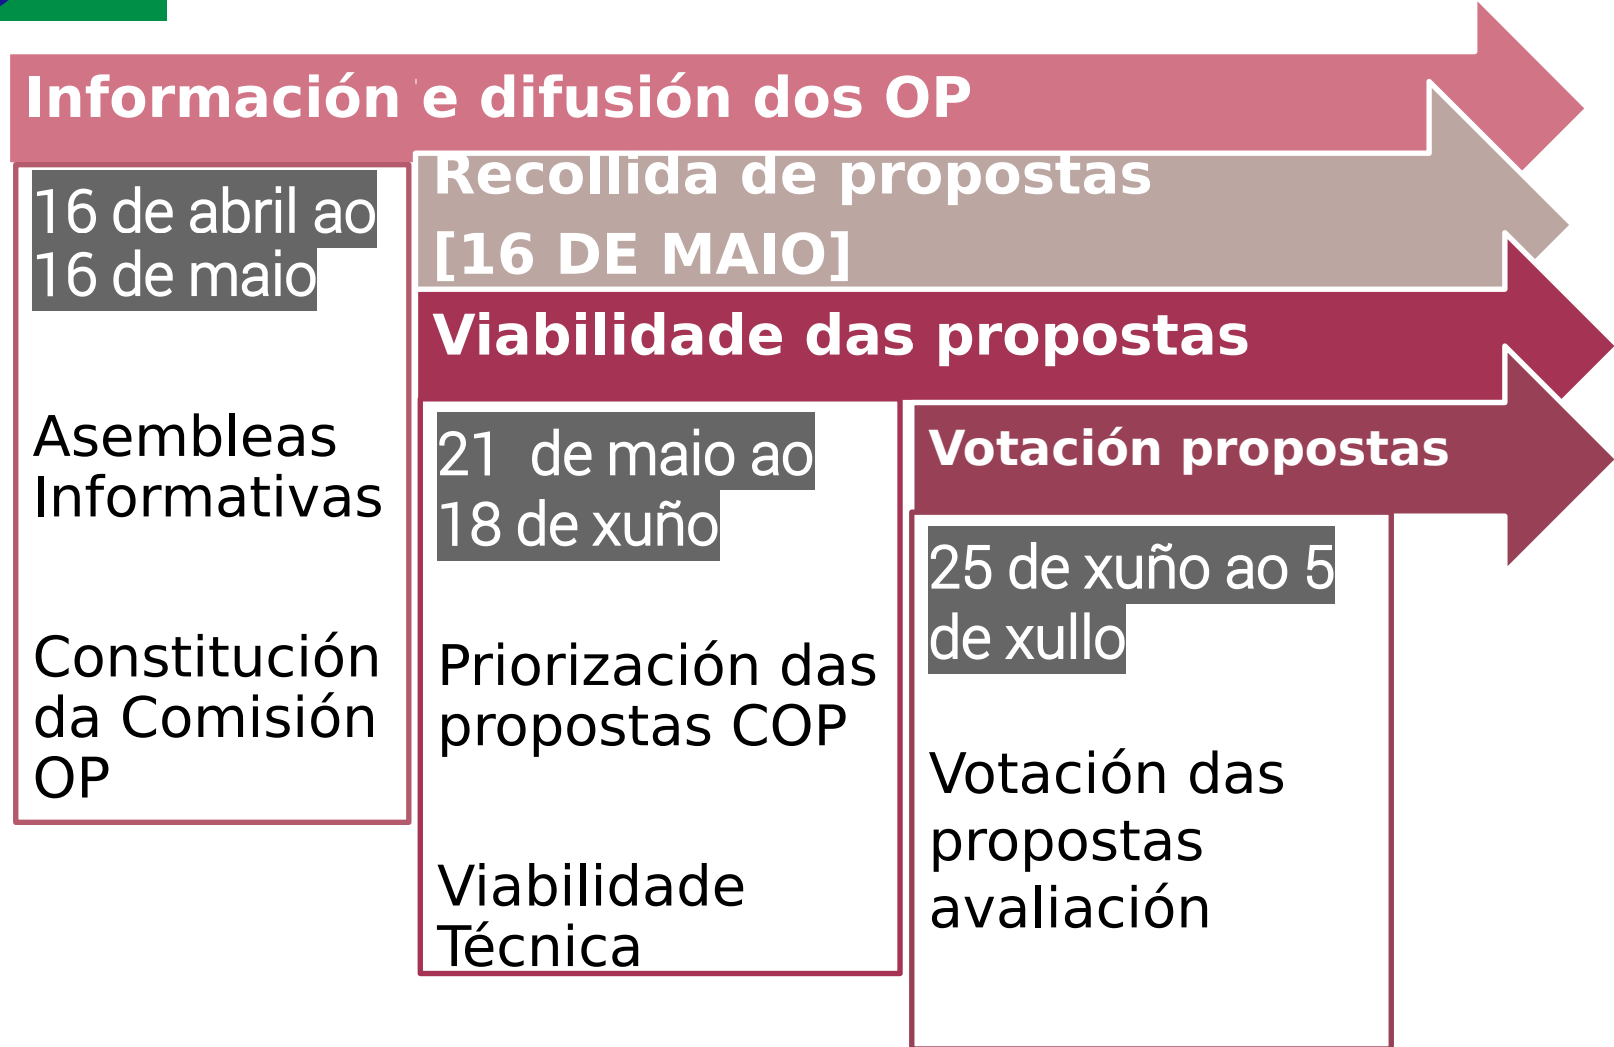 Información e difusión dos OP
16 de abril ao
16 de maio
Asembleas
Informativas
Constitución
da Comisión
OP
Recollida de propostas
[16 DE MAIO]
Viabilidade das propostas
21 de maio ao
18 de xuño
Priorización das
propostas COP
Viabilidade
Técnica
Votación propostas
25 de xuño ao 5
de xullo
Votación das
propostas
avaliación